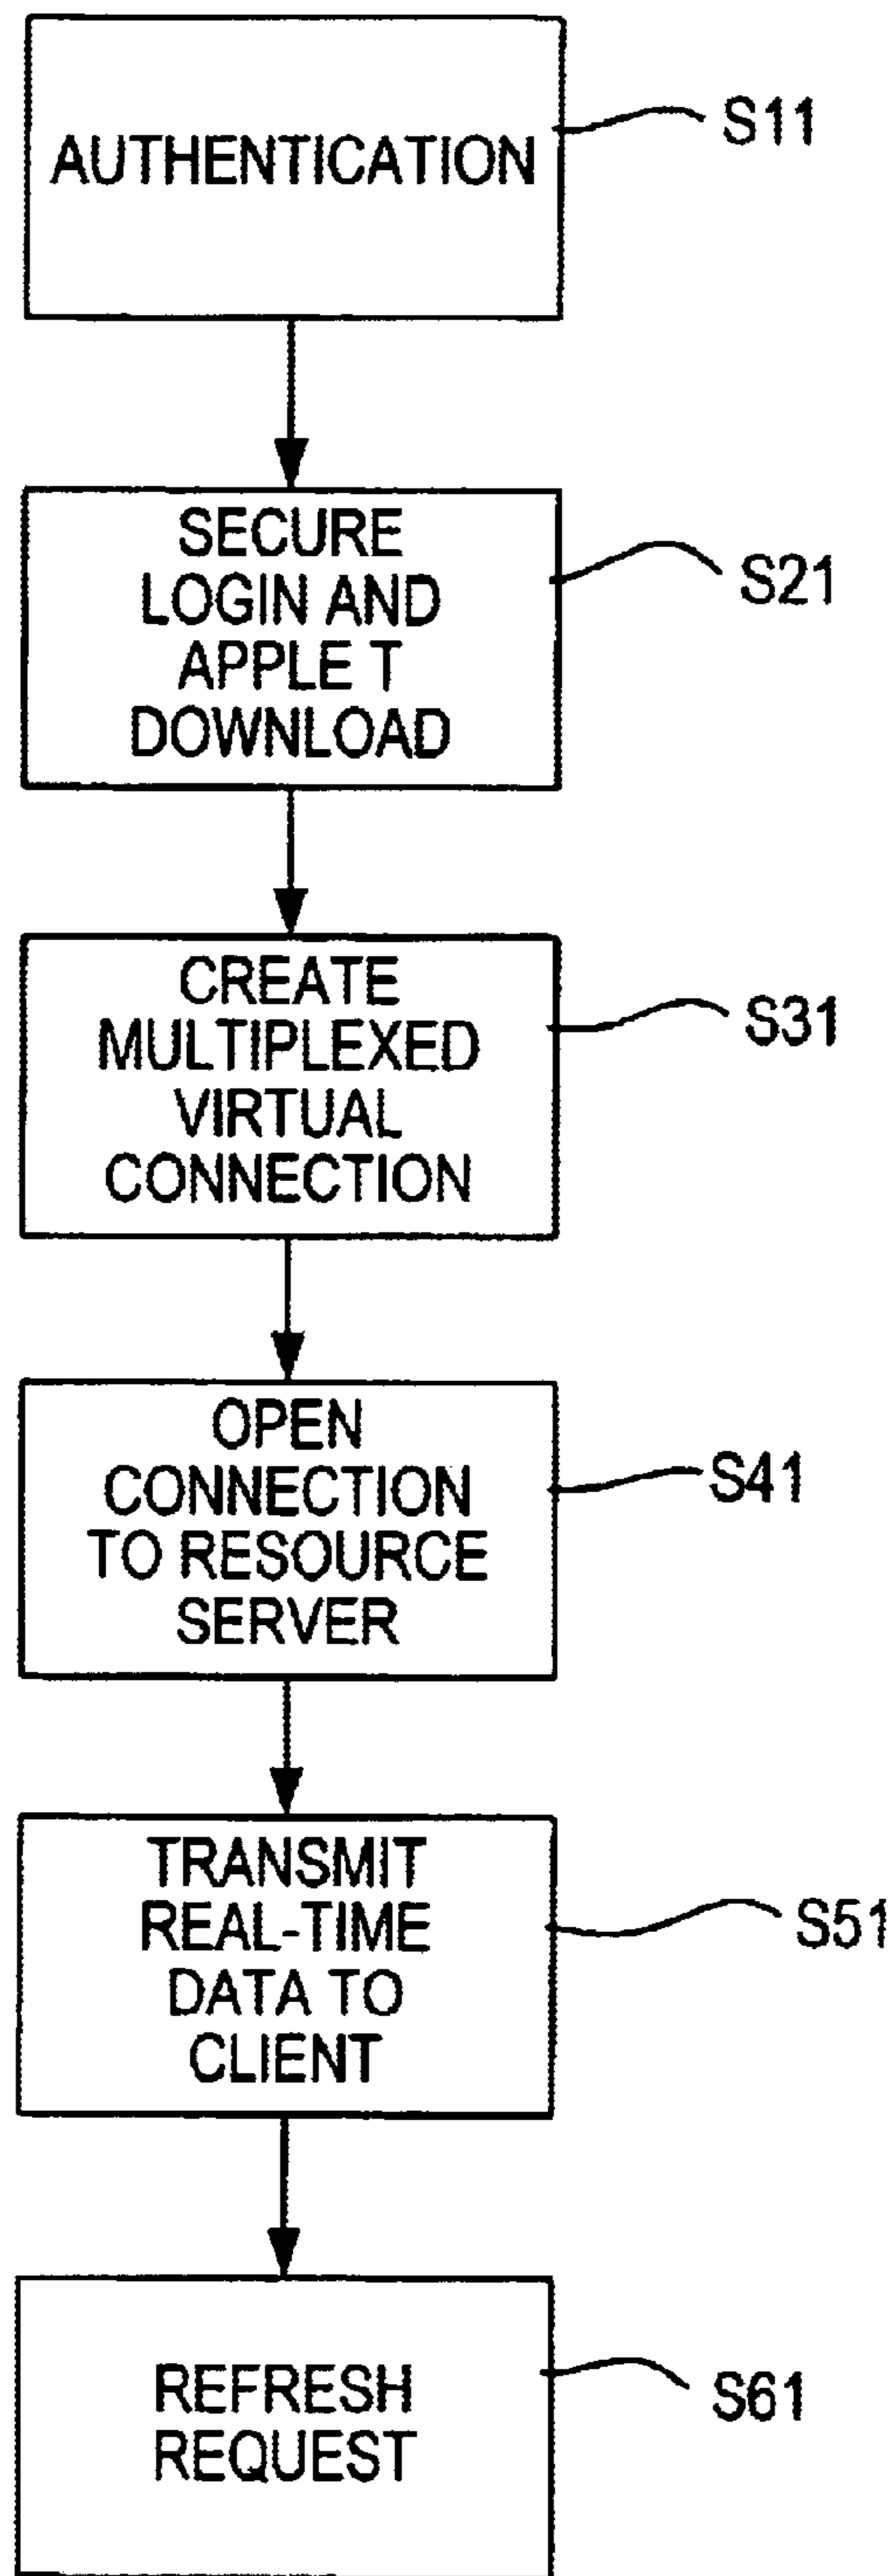 AUTHENTICATION
S11
SECURE
LOGIN AND
APPLE T
DOWNLOAD
S21
CREATE
MULTIPLEXED
VIRTUAL
CONNECTION
S31
OPEN
CONNECTION
TO RESOURCE
SERVER
S41
TRANSMIT
REAL-TIME
DATA TO
CLIENT
S51
REFRESH
REQUEST
S61